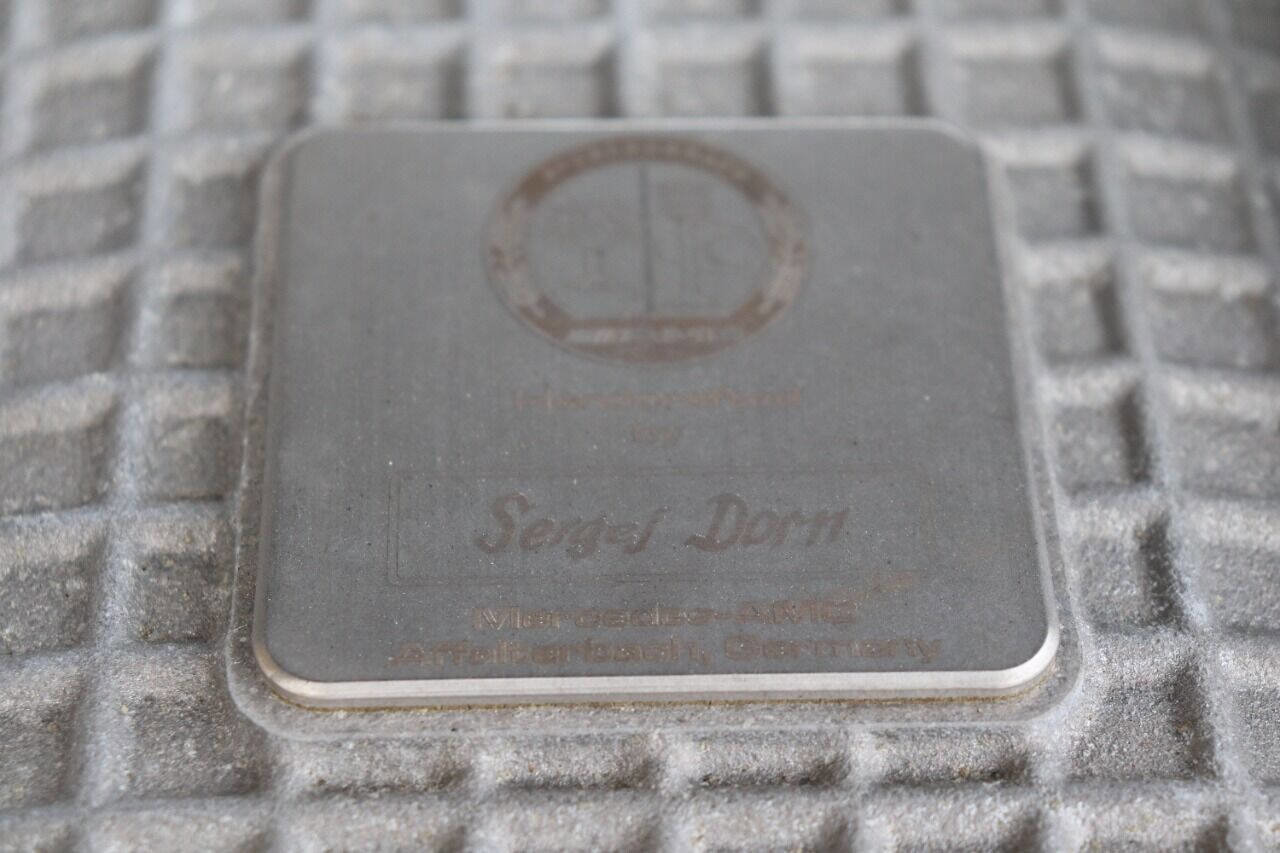 Handcrafted
by
Sergej Dorn
Mercedes-AMG
Affalterbach, Germany